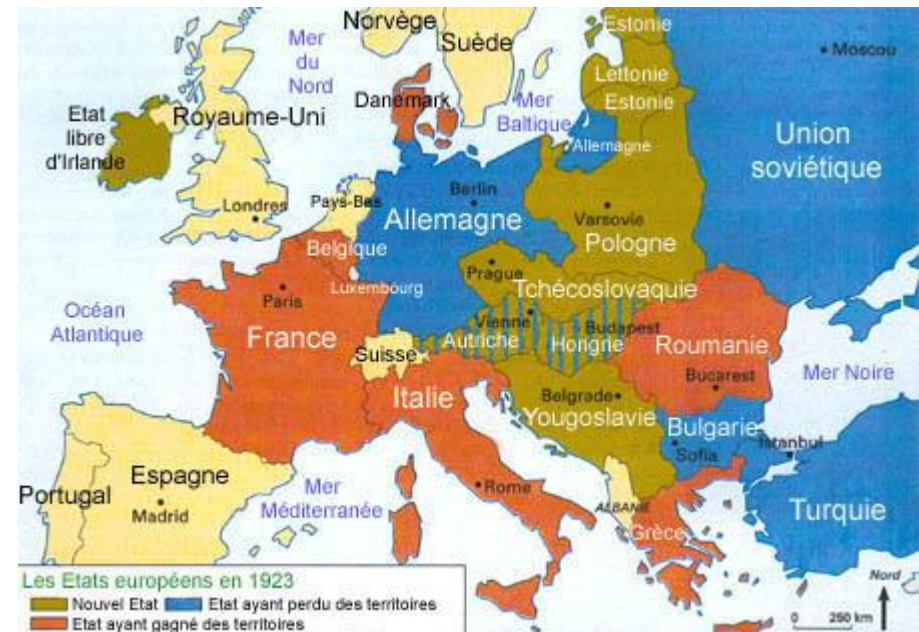 Norvège
Estonie
Mer
du
Nord
Suède
Moscou
Lettonie
Danemark
Mer
Baltique
Estonie
Etat
libre
d'Irlande
Royaume-Uni
Allemagne
Union
soviétique
Londres
Pays-Bas
Berlin
Allemagne
Varsovie
Pologne
Belgique
Prague
Luxembourg
Tchécoslovaquie
Paris
Océan
Atlantique
France
Vienne
Budapest
Autriche
Hongrie
Suisse
Roumanie
Mer Noire
Bucarest
Italie
Belgrade
Yougoslavie
Bulgarie
Istanbul
Sofia
Espagne
Portugal
Madrid
Mer
Méditerranée
Rome
ALBANIE
Grèce
Turquie
Les Etats européens en 1923
Nouvel Etat
Etat ayant perdu des territoires
Etat ayant gagné des territoires
Nord
0 250 km